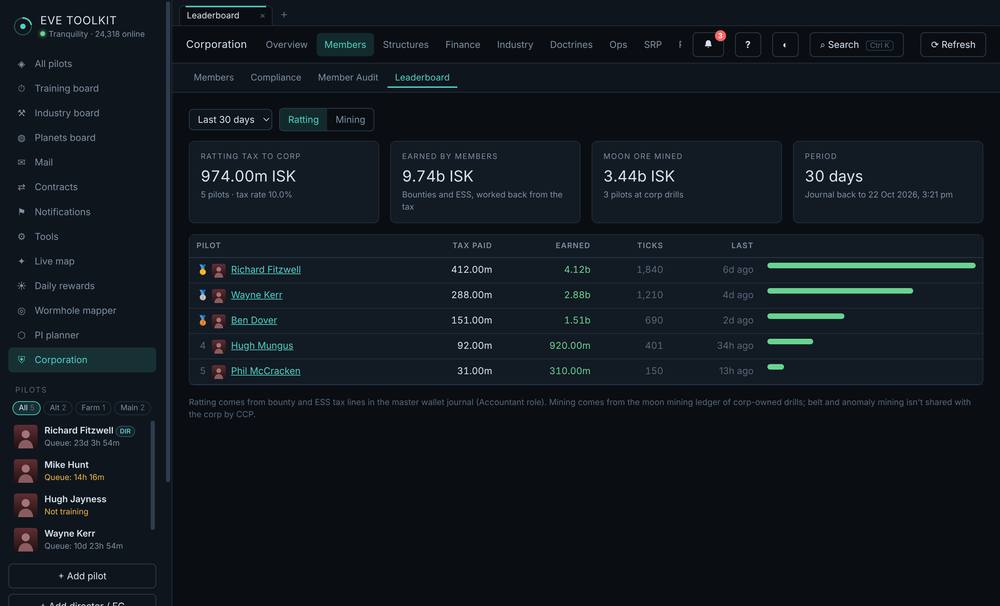 EVE TOOLKIT
Tranquility · 24,318 online
All pilots
Training board
Industry board
Planets board
Mail
Contracts
Notifications
Tools
Live map
Daily rewards
Wormhole mapper
PI planner
Corporation
PILOTS
All 5
Alt 2
Farm 1
Main 2
Richard Fitzwell DIR
Queue: 23d 3h 54m
Mike Hunt
Queue: 14h 16m
Hugh Jayness
Not training
Wayne Kerr
Queue: 10d 23h 54m
+ Add pilot
+ Add director / FC
Leaderboard × +
Corporation Overview Members Structures Finance Industry Doctrines Ops SRP
3
? Search Ctrl K Refresh
Members Compliance Member Audit Leaderboard
Last 30 days Ratting Mining
RATTING TAX TO CORP
974.00m ISK
5 pilots · tax rate 10.0%
EARNED BY MEMBERS
9.74b ISK
Bounties and ESS, worked back from the
tax
MOON ORE MINED
3.44b ISK
3 pilots at corp drills
PERIOD
30 days
Journal back to 22 Oct 2026, 3:21 pm
PILOT TAX PAID EARNED TICKS LAST
1 Richard Fitzwell 412.00m 4.12b 1,840 6d ago
2 Wayne Kerr 288.00m 2.88b 1,210 4d ago
3 Ben Dover 151.00m 1.51b 690 2d ago
4 Hugh Mungus 92.00m 920.00m 401 34h ago
5 Phil McCracken 31.00m 310.00m 150 13h ago
Ratting comes from bounty and ESS tax lines in the master wallet journal (Accountant role). Mining comes from the moon mining ledger of corp-owned drills; belt and anomaly mining isn't shared with
the corp by CCP.